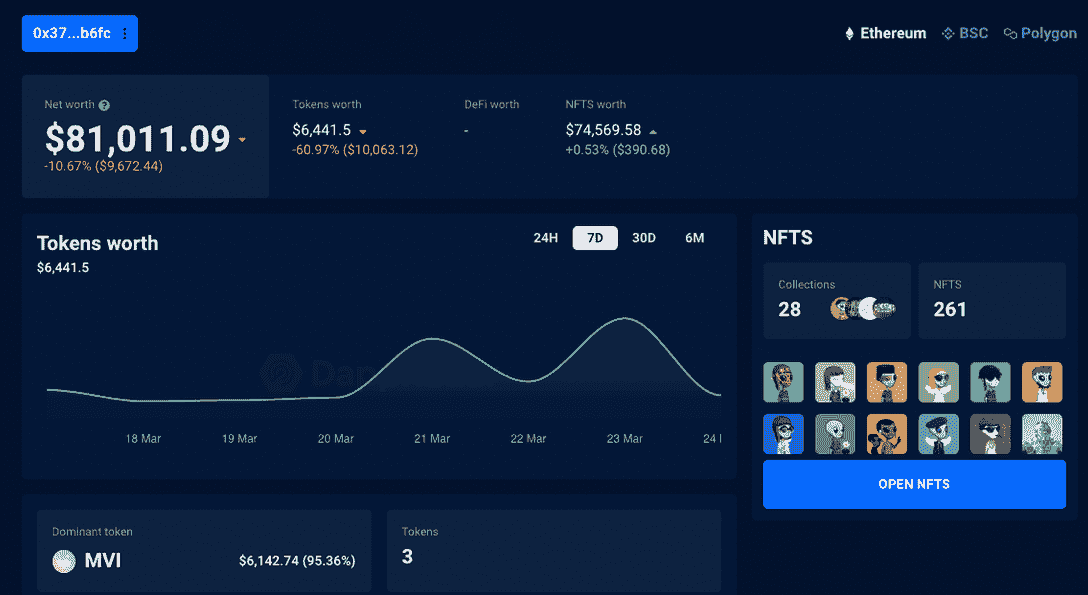 0x37...b6fc
Ethereum BSC Polygon
Net worth ?
$81,011.09
-10.67% ($9,672.44)
Tokens worth
$6,441.5
-60.97% ($10,063.12)
DeFi worth
-
NFTS worth
$74,569.58
+0.53% ($390.68)
Tokens worth
$6,441.5
24H 7D 30D 6M
18 Mar 19 Mar 20 Mar 21 Mar 22 Mar 23 Mar 24
NFTS
Collections
28
NFTS
261
OPEN NFTS
Dominant token
MVI $6,142.74 (95.36%)
Tokens
3